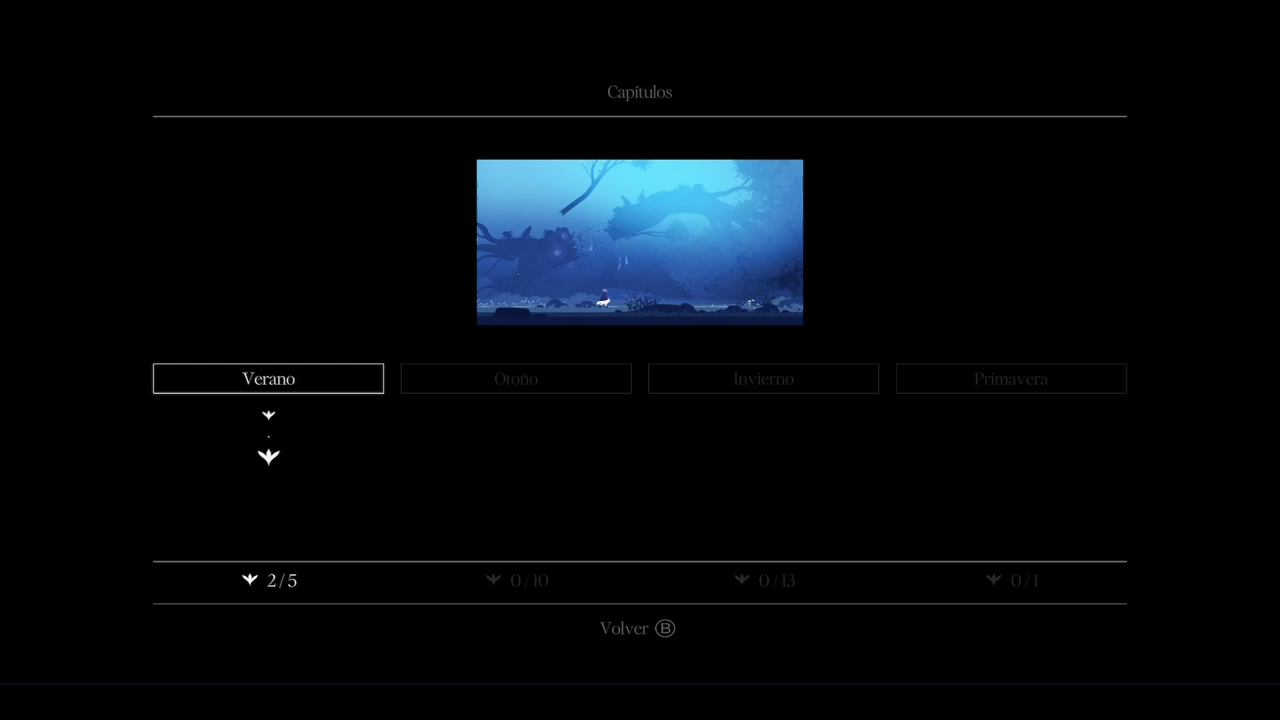 Capítulos
Verano
Otoño
Invierno
Primavera
2/5
0/10
0/13
0/1
Volver B